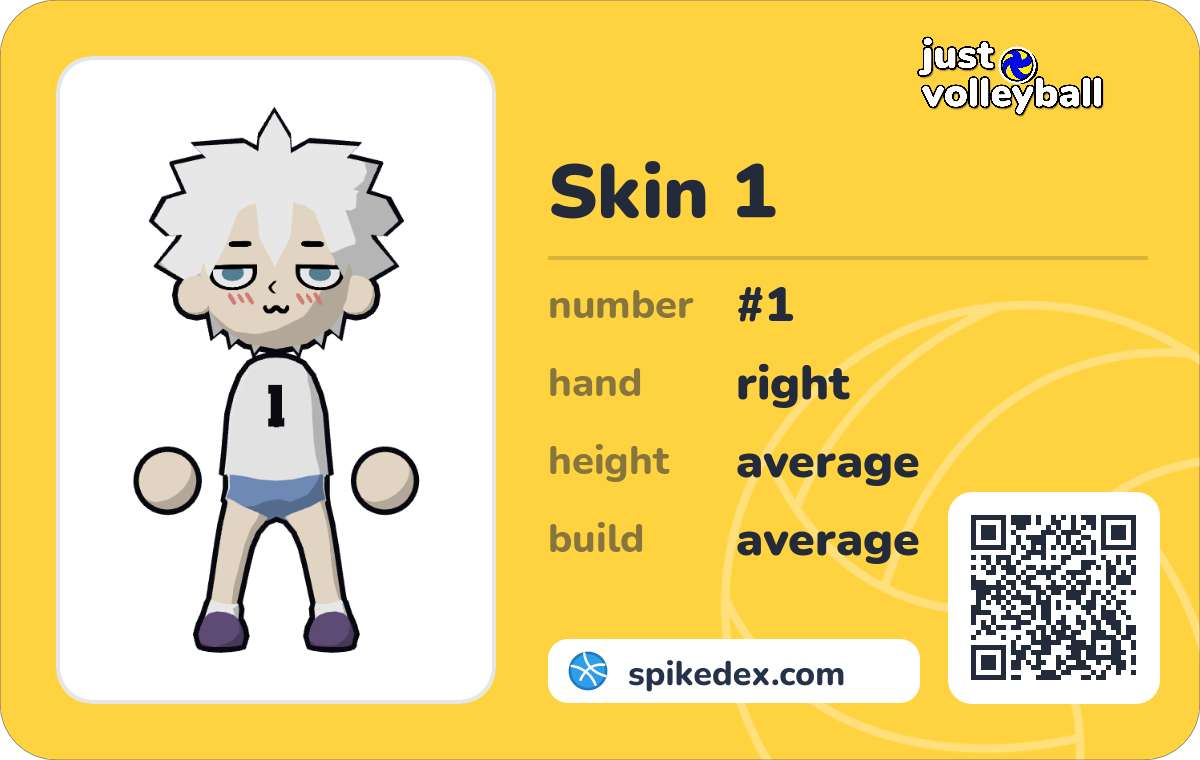 just
volleyball
Skin 1
number #1
hand right
height average
build average
1
spikedex.com